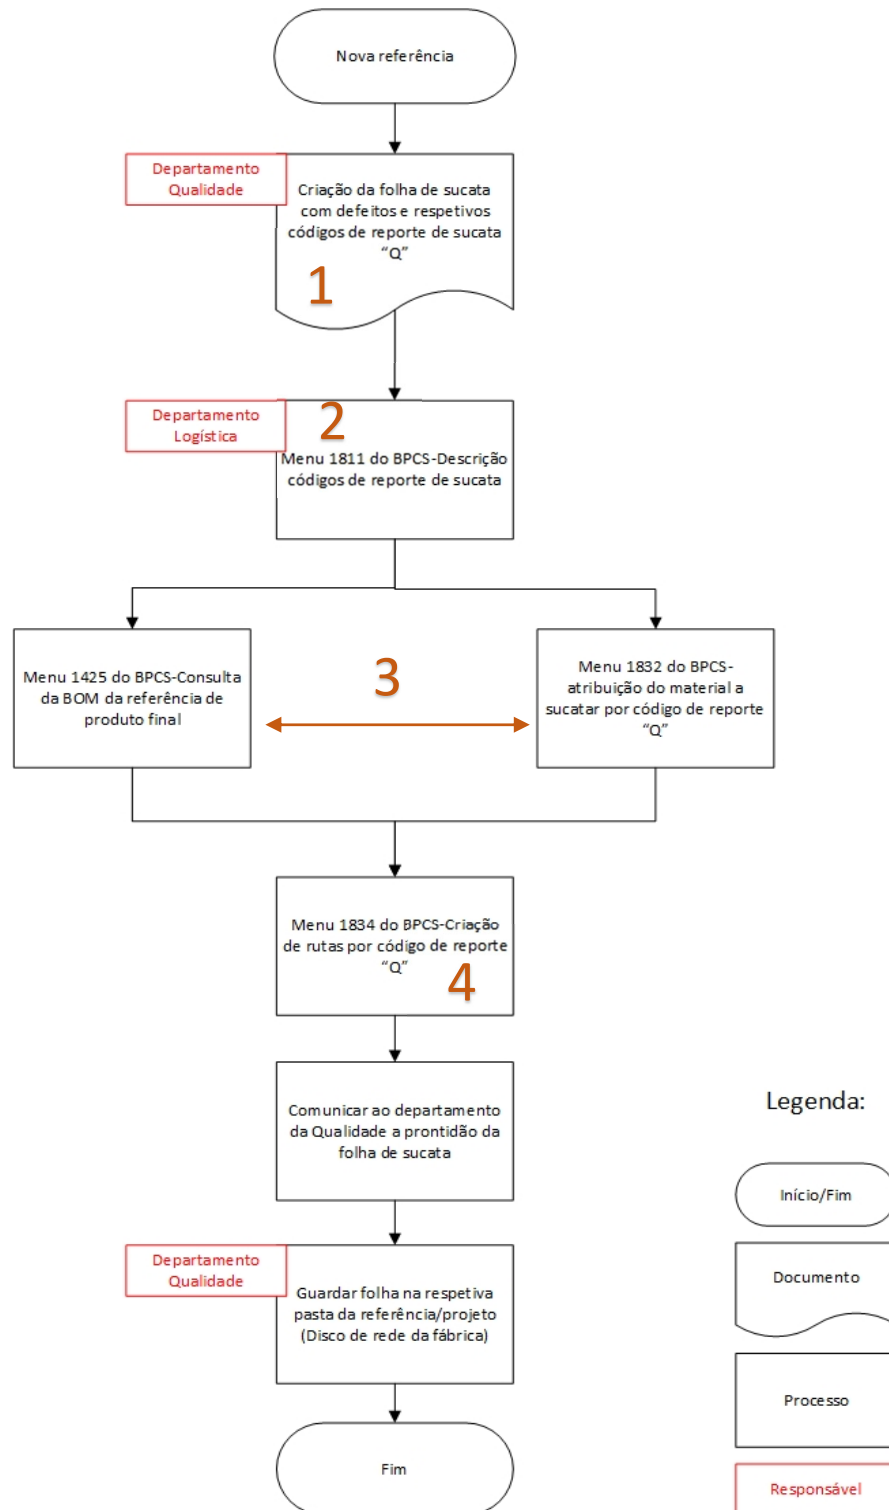 Nova referência
Departamento
Qualidade
Criação da folha de sucata
com defeitos e respetivos
códigos de reporte de sucata
“Q”
1
Departamento
Logística
2
Menu 1811 do BPCS-Descrição
códigos de reporte de sucata
Menu 1425 do BPCS-Consulta
da BOM da referência de
produto final
3
Menu 1832 do BPCS-
atribuição do material a
sucatar por código de reporte
“Q”
Menu 1834 do BPCS-Criação
de rutas por código de reporte
“Q”
4
Comunicar ao departamento
da Qualidade a prontidão da
folha de sucata
Departamento
Qualidade
Guardar folha na respetiva
pasta da referência/projeto
(Disco de rede da fábrica)
Fim
Legenda:
Início/Fim
Documento
Processo
Responsável